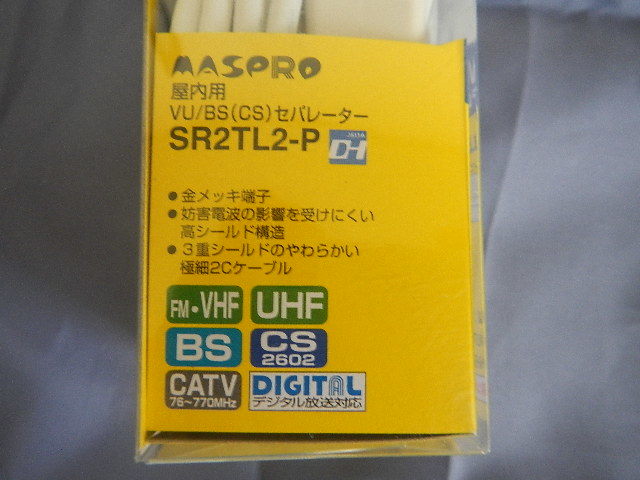 MASPRO
屋内用
VU/BS(CS)セパレーター
SR2TL2-P
DH
● 金メッキ端子
● 妨害電波の影響を受けにくい
高シールド構造
● 3重シールドのやわらかい
極細2Cケーブル
FM・VHF UHF
BS CS 2602
CATV 76~770MHz DIGITAL デジタル放送対応